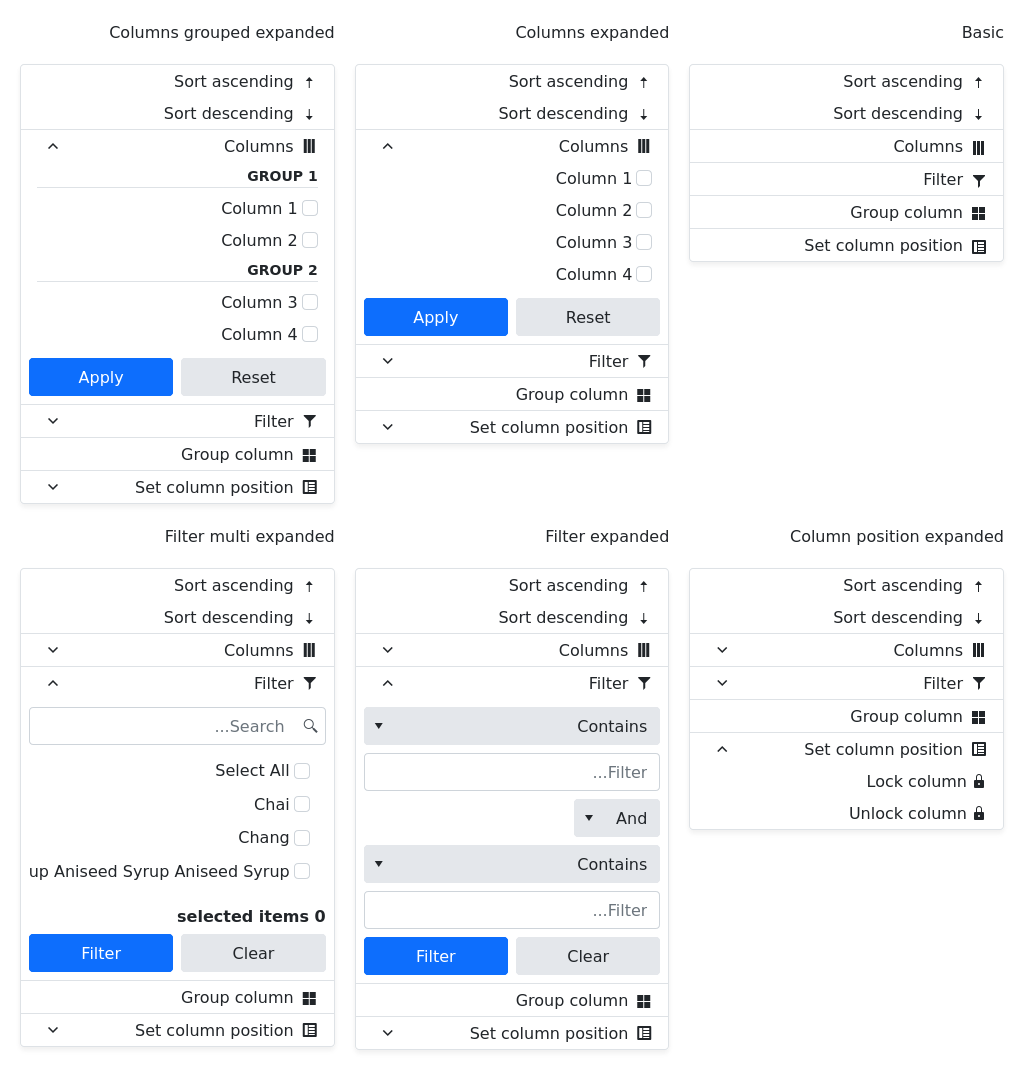 Basic
Sort ascending
Sort descending
Columns
Filter
Group column
Set column position
Columns expanded
Sort ascending
Sort descending
Columns
Column 1
Column 2
Column 3
Column 4
Apply
Reset
Filter
Group column
Set column position
Columns grouped expanded
Sort ascending
Sort descending
Columns
GROUP 1
Column 1
Column 2
GROUP 2
Column 3
Column 4
Apply
Reset
Filter
Group column
Set column position
Column position expanded
Sort ascending
Sort descending
Columns
Filter
Group column
Set column position
Lock column
Unlock column
Filter expanded
Sort ascending
Sort descending
Columns
Filter
Contains
...Filter
And
Contains
...Filter
Filter
Clear
Group column
Set column position
Filter multi expanded
Sort ascending
Sort descending
Columns
Filter
...Search
Select All
Chai
Chang
up Aniseed Syrup Aniseed Syrup
selected items 0
Filter
Clear
Group column
Set column position